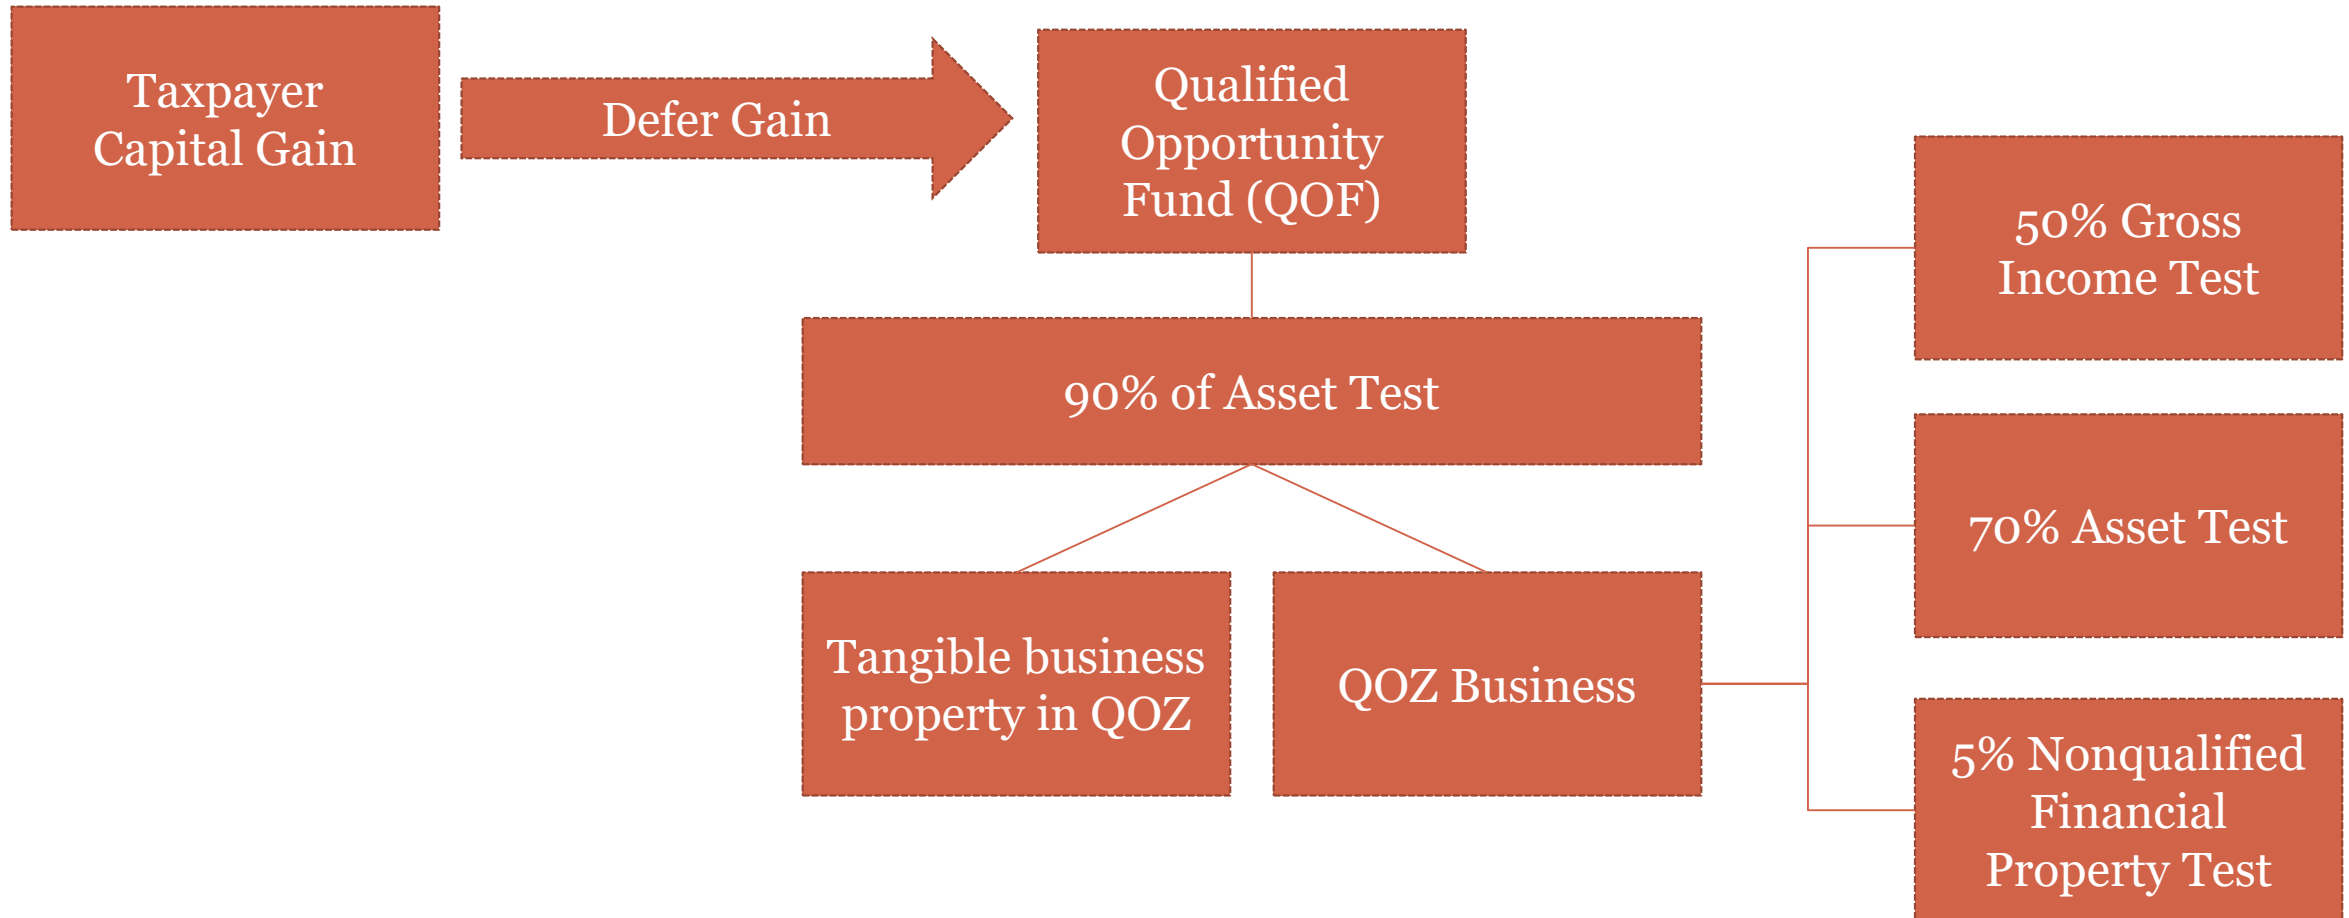 Taxpayer
Capital Gain
Defer Gain
Qualified
Opportunity
Fund (QOF)
90% of Asset Test
Tangible business
property in QOZ
QOZ Business
50% Gross
Income Test
70% Asset Test
5% Nonqualified
Financial
Property Test